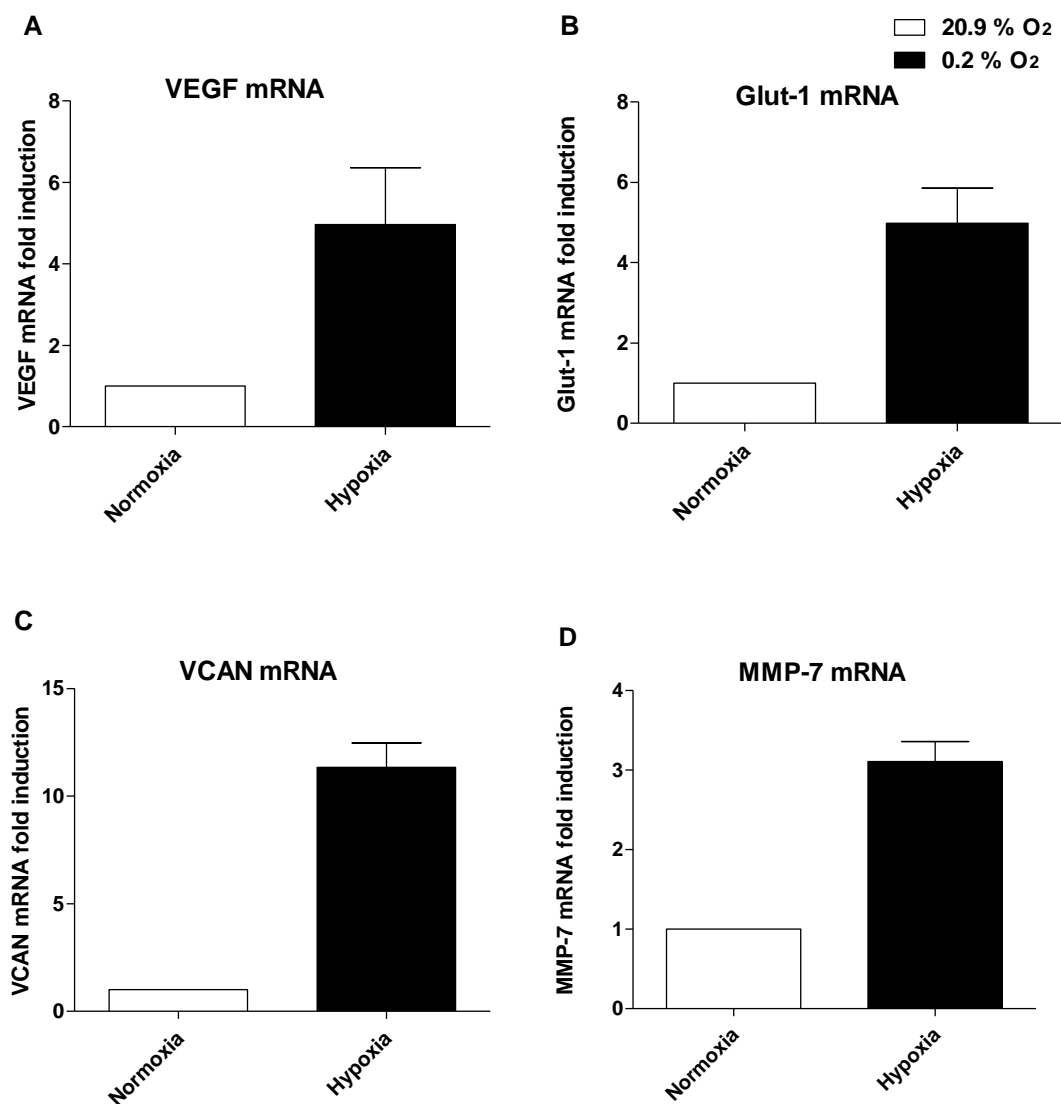 A
B
20.9 % O2
0.2 % O2
VEGF mRNA
VEGF mRNA fold induction
8
6
4
2
0
Normoxia
Hypoxia
Glut-1 mRNA
Glut-1 mRNA fold induction
8
6
4
2
0
Normoxia
Hypoxia
C
VCAN mRNA
VCAN mRNA fold induction
15
10
5
0
Normoxia
Hypoxia
D
MMP-7 mRNA
MMP-7 mRNA fold induction
4
3
2
1
0
Normoxia
Hypoxia